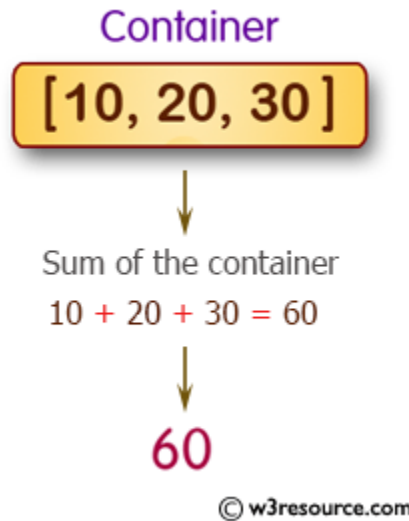 Container
[10, 20, 30]
Sum of the container
10 + 20 + 30 = 60
60
© w3resource.com